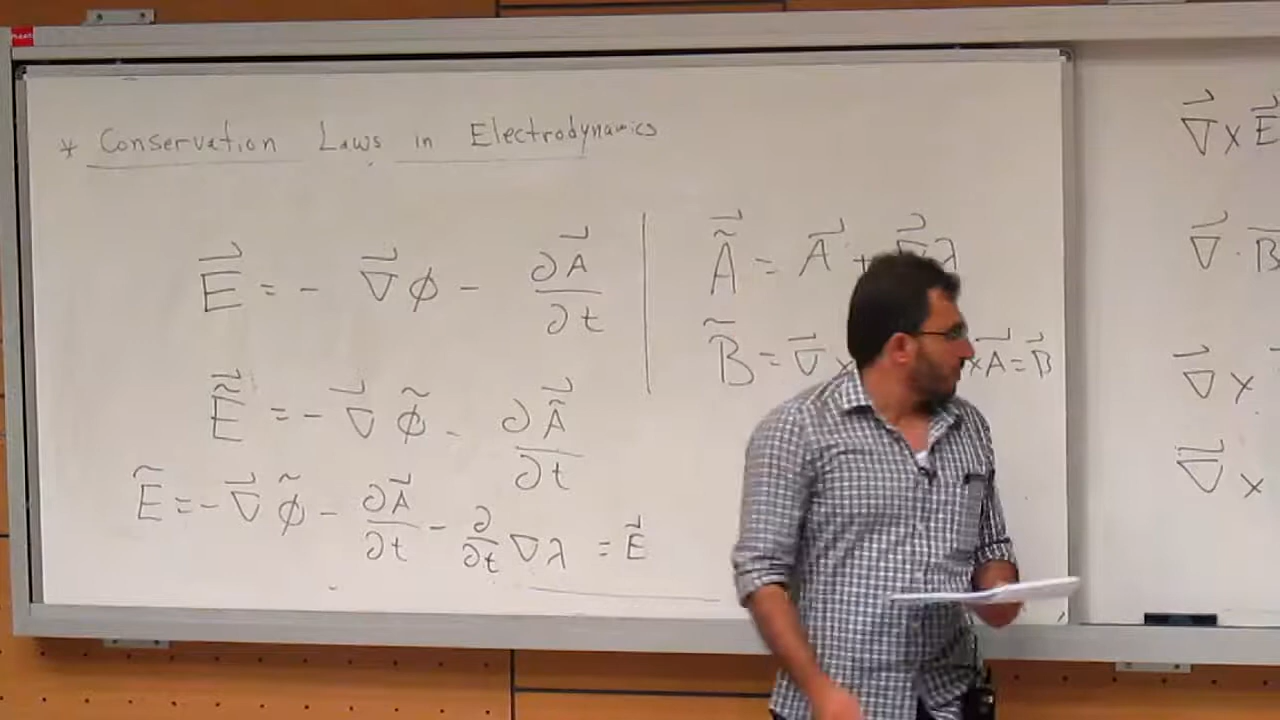 * Conservation Laws in Electrodynamics
E⃗ = - ∇⃗ϕ - ∂A⃗/∂t
Ẽ⃗ = - ∇⃗ϕ̃ - ∂Ã⃗/∂t
Ẽ = - ∇⃗ϕ̃ - ∂A⃗/∂t - ∂/∂t ∇λ = E⃗
Ã⃗ = A⃗ + ∇⃗λ
B̃ = ∇⃗ × ×A⃗ = B⃗
∇⃗ × E
∇⃗ · B
∇⃗ ×
∇⃗ ×